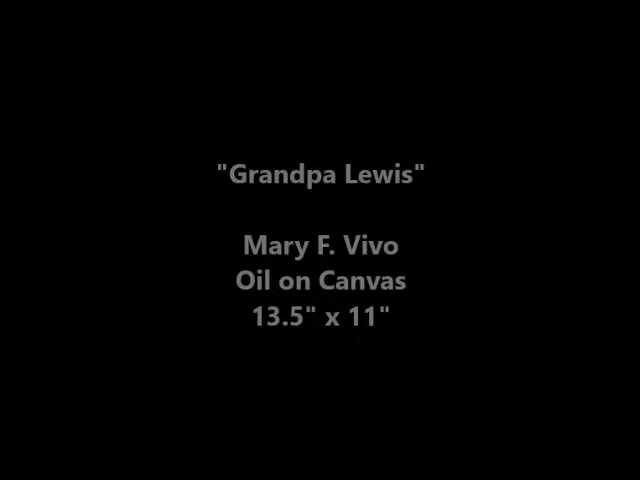 "Grandpa Lewis"
Mary F. Vivo
Oil on Canvas
13.5" x 11"